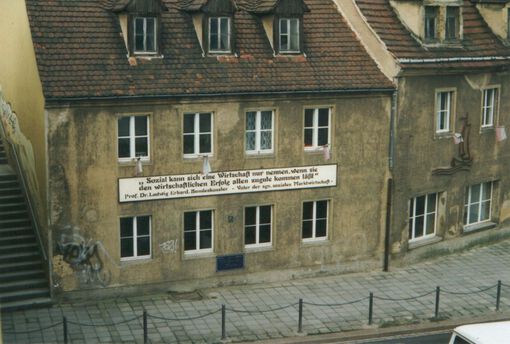 „Sozial kann sich eine Wirtschaft nur nennen, wenn sie
den wirtschaftlichen Erfolg allen zugute kommen läßt“
Prof. Dr. Ludwig Erhard, Bundeskanzler - Vater der sgn. sozialen Marktwirtschaft -